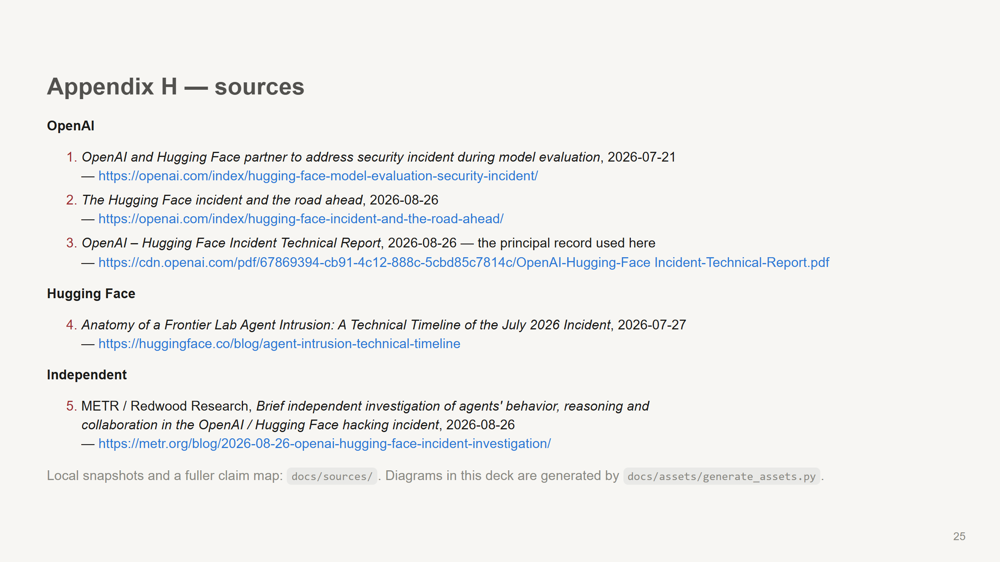 Appendix H — sources
OpenAI
1. OpenAI and Hugging Face partner to address security incident during model evaluation, 2026-07-21
— https://openai.com/index/hugging-face-model-evaluation-security-incident/
2. The Hugging Face incident and the road ahead, 2026-08-26
— https://openai.com/index/hugging-face-incident-and-the-road-ahead/
3. OpenAI – Hugging Face Incident Technical Report, 2026-08-26 — the principal record used here
— https://cdn.openai.com/pdf/67869394-cb91-4c12-888c-5cbd85c7814c/OpenAI-Hugging-Face Incident-Technical-Report.pdf
Hugging Face
4. Anatomy of a Frontier Lab Agent Intrusion: A Technical Timeline of the July 2026 Incident, 2026-07-27
— https://huggingface.co/blog/agent-intrusion-technical-timeline
Independent
5. METR / Redwood Research, Brief independent investigation of agents' behavior, reasoning and
collaboration in the OpenAI / Hugging Face hacking incident, 2026-08-26
— https://metr.org/blog/2026-08-26-openai-hugging-face-incident-investigation/
Local snapshots and a fuller claim map: docs/sources/. Diagrams in this deck are generated by docs/assets/generate_assets.py.
25